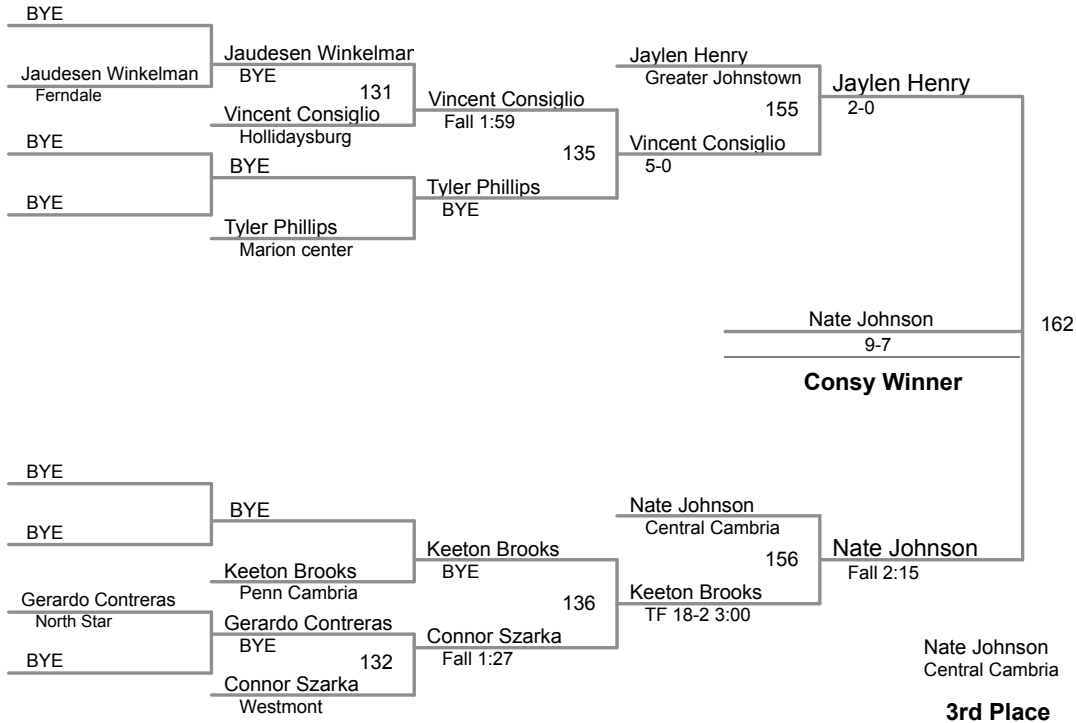 BYE
Jaudesen Winkelman
Ferndale
BYE
BYE
Jaudesen Winkelman
BYE
131
Vincent Consiglio
Hollidaysburg
BYE
Tyler Phillips
Marion center
Vincent Consiglio
Fall 1:59
135
Tyler Phillips
BYE
Jaylen Henry
Greater Johnstown
155
Vincent Consiglio
5-0
Jaylen Henry
2-0
Nate Johnson
9-7
Consy Winner
162
BYE
BYE
Gerardo Contreras
North Star
BYE
BYE
Keeton Brooks
Penn Cambria
Gerardo Contreras
BYE
132
Connor Szarka
Westmont
Keeton Brooks
BYE
136
Connor Szarka
Fall 1:27
Nate Johnson
Central Cambria
156
Keeton Brooks
TF 18-2 3:00
Nate Johnson
Fall 2:15
Nate Johnson
Central Cambria
3rd Place